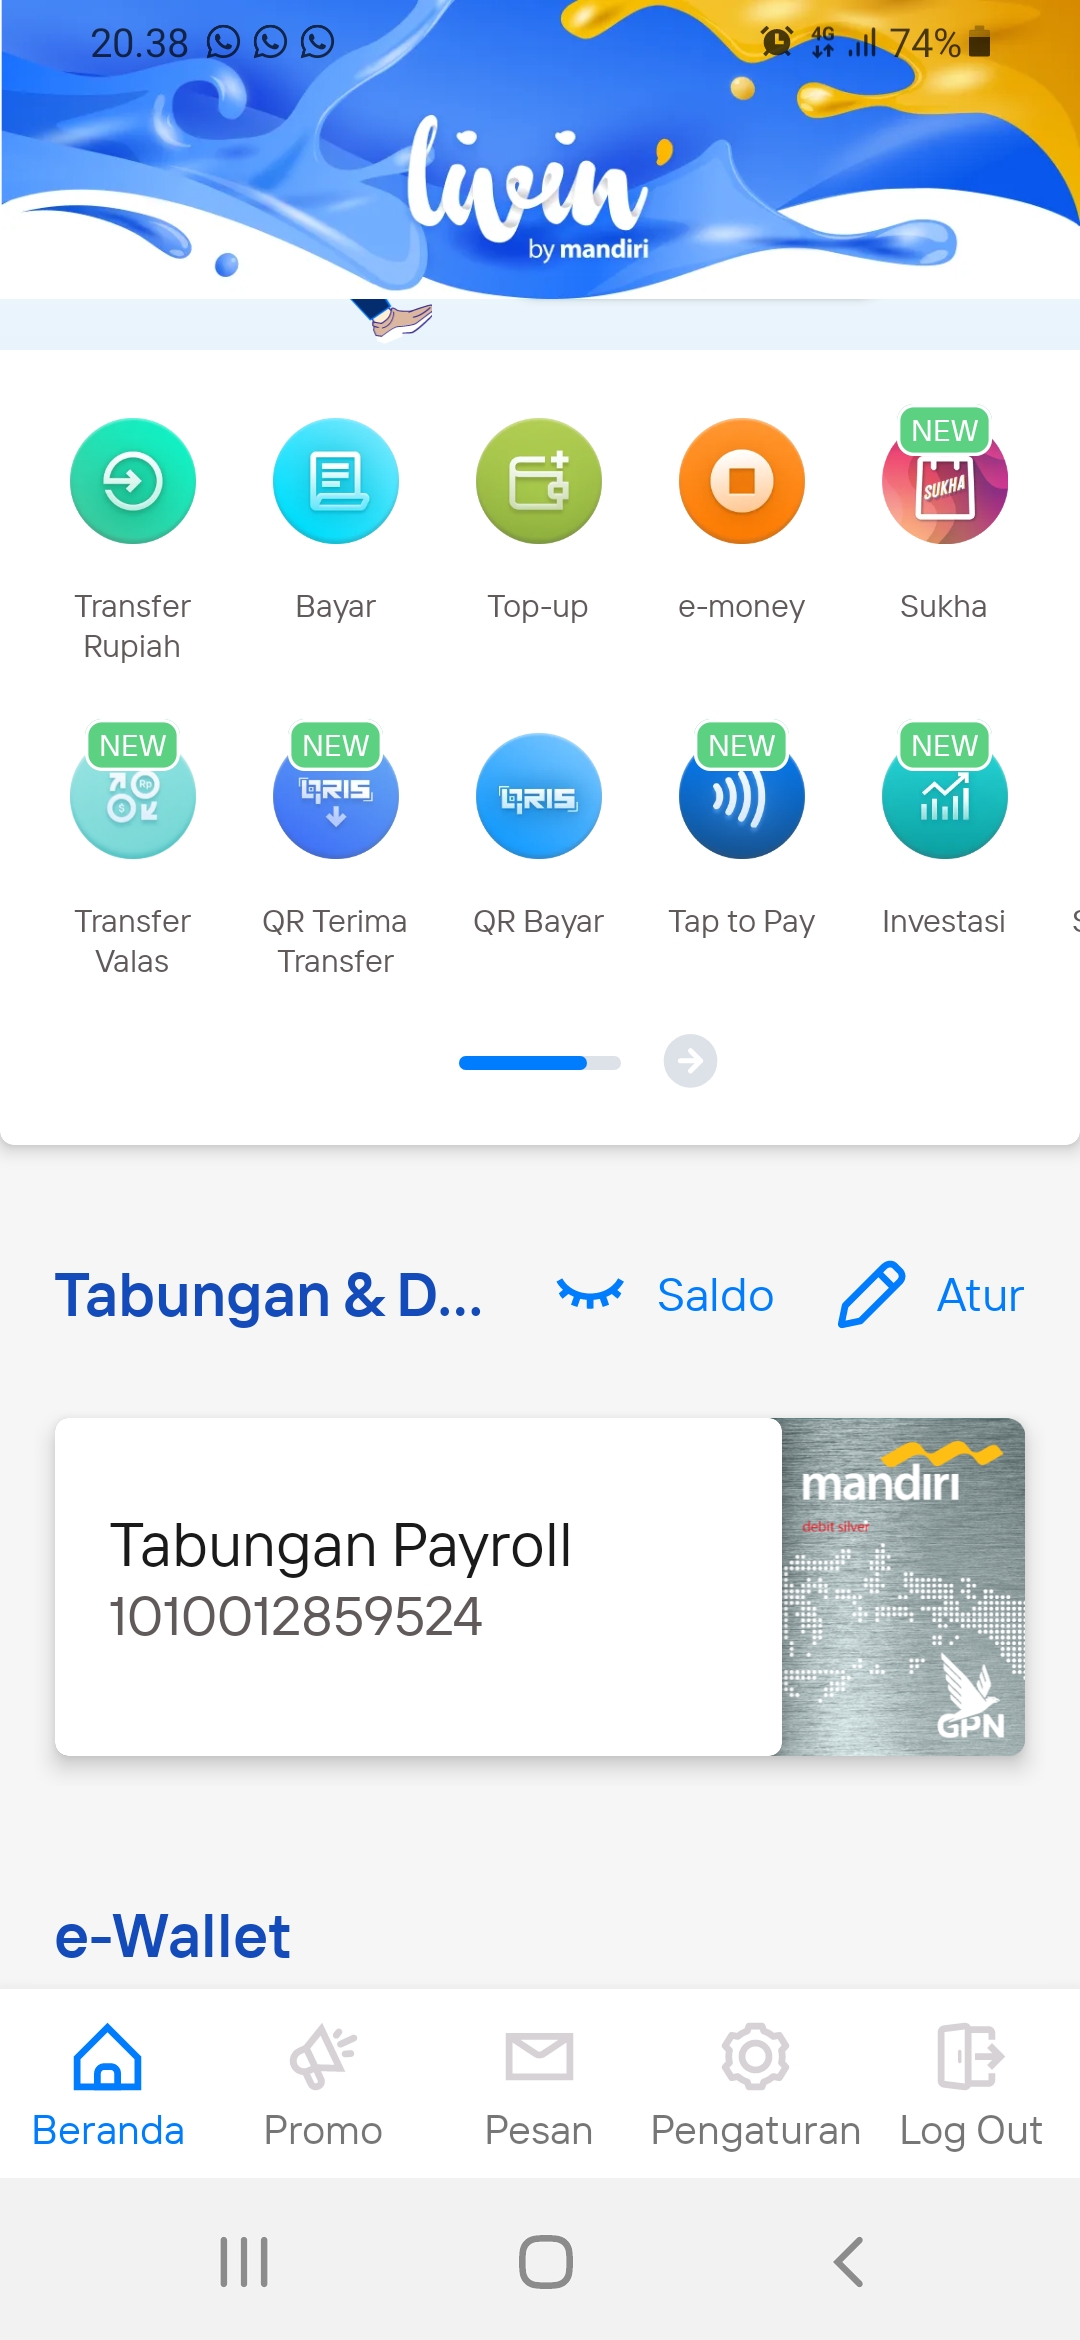 20.38
4G
74%
livin'
by mandiri
NEW
SUKHA
Transfer
Rupiah
Bayar
Top-up
e-money
Sukha
NEW
NEW
NEW
NEW
Rp
$
QRIS
QRIS
Transfer
Valas
QR Terima
Transfer
QR Bayar
Tap to Pay
Investasi
S
Tabungan & D...
Saldo
Atur
mandiri
debit silver
Tabungan Payroll
1010012859524
GPN
e-Wallet
Beranda
Promo
Pesan
Pengaturan
Log Out